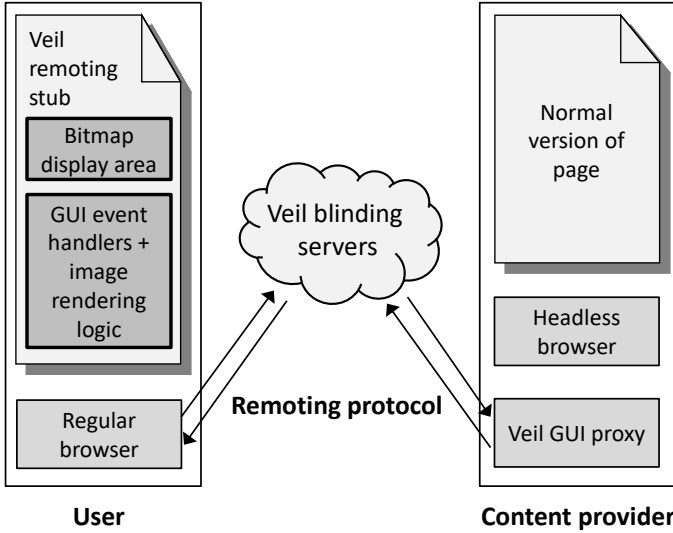 Veil
remoting
stub
Bitmap
display area
GUI event
handlers +
image
rendering
logic
Regular
browser
User
Veil blinding
servers
Remoting protocol
Normal
version of
page
Headless
browser
Veil GUI proxy
Content provider